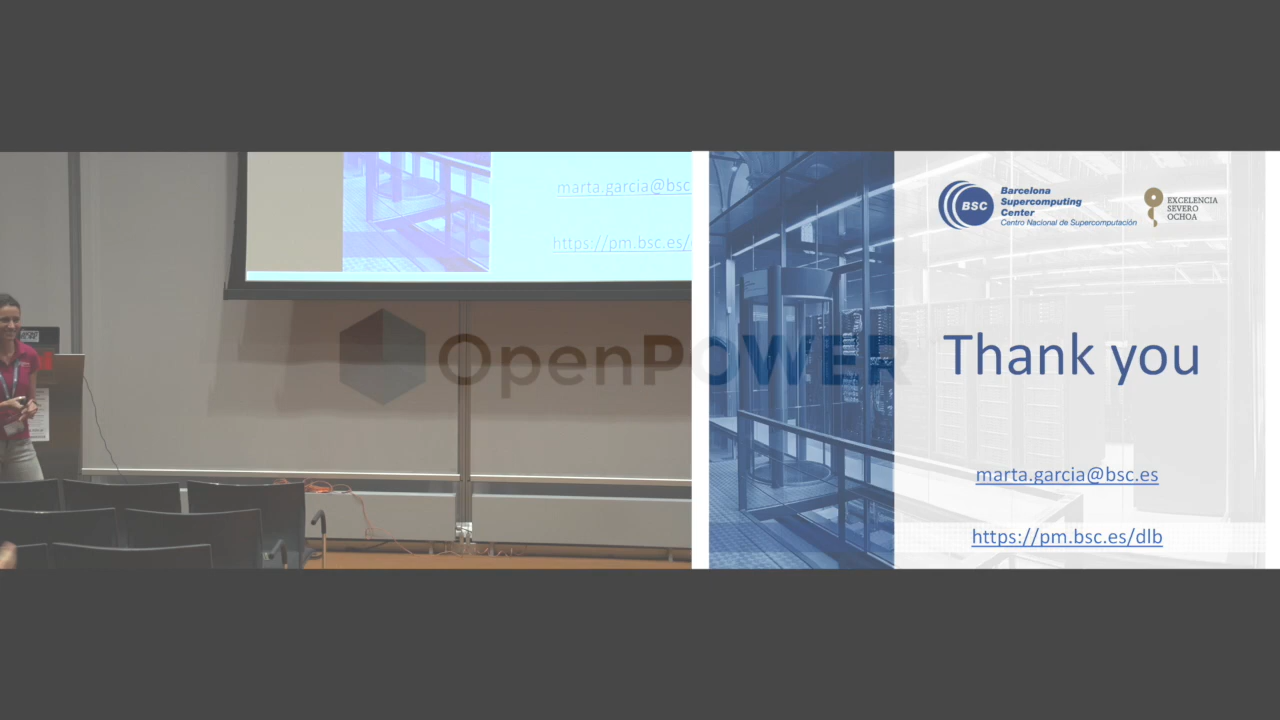 marta.garcia@bsc
https://pm.bsc.es/
OpenPOWER
BSC
Barcelona
Supercomputing
Center
Centro Nacional de Supercomputación
EXCELENCIA
SEVERO
OCHOA
Thank you
marta.garcia@bsc.es
https://pm.bsc.es/dlb